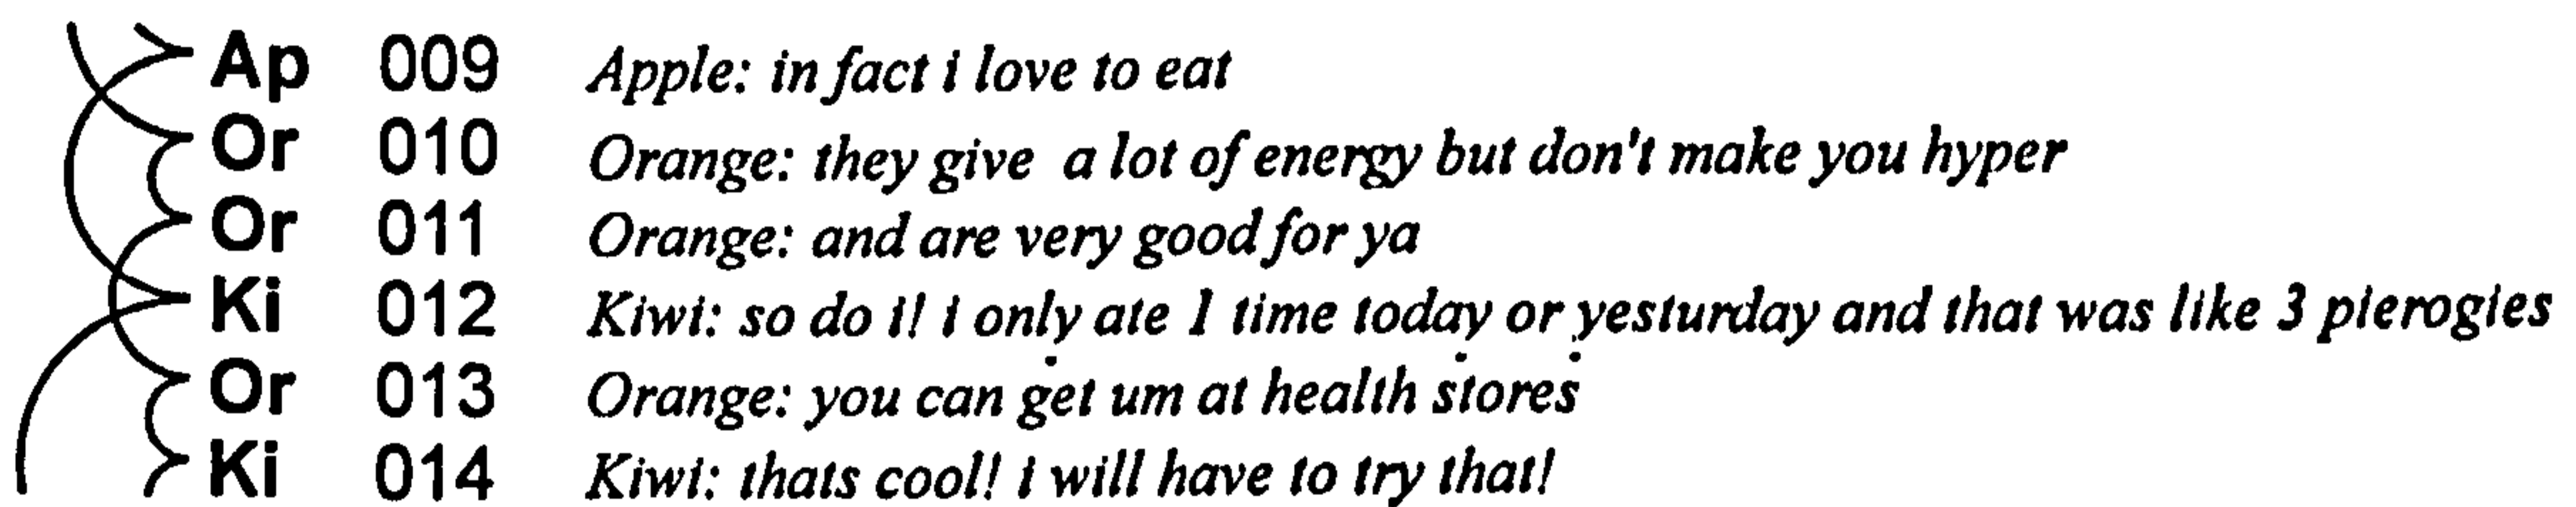 Ap 009 Apple: in fact i love to eat
Or 010 Orange: they give a lot of energy but don't make you hyper
Or 011 Orange: and are very good for ya
Ki 012 Kiwi: so do i! i only ate 1 time today or yesturday and that was like 3 pierogies
Or 013 Orange: you can get um at health stores
Ki 014 Kiwi: thats cool! i will have to try that!